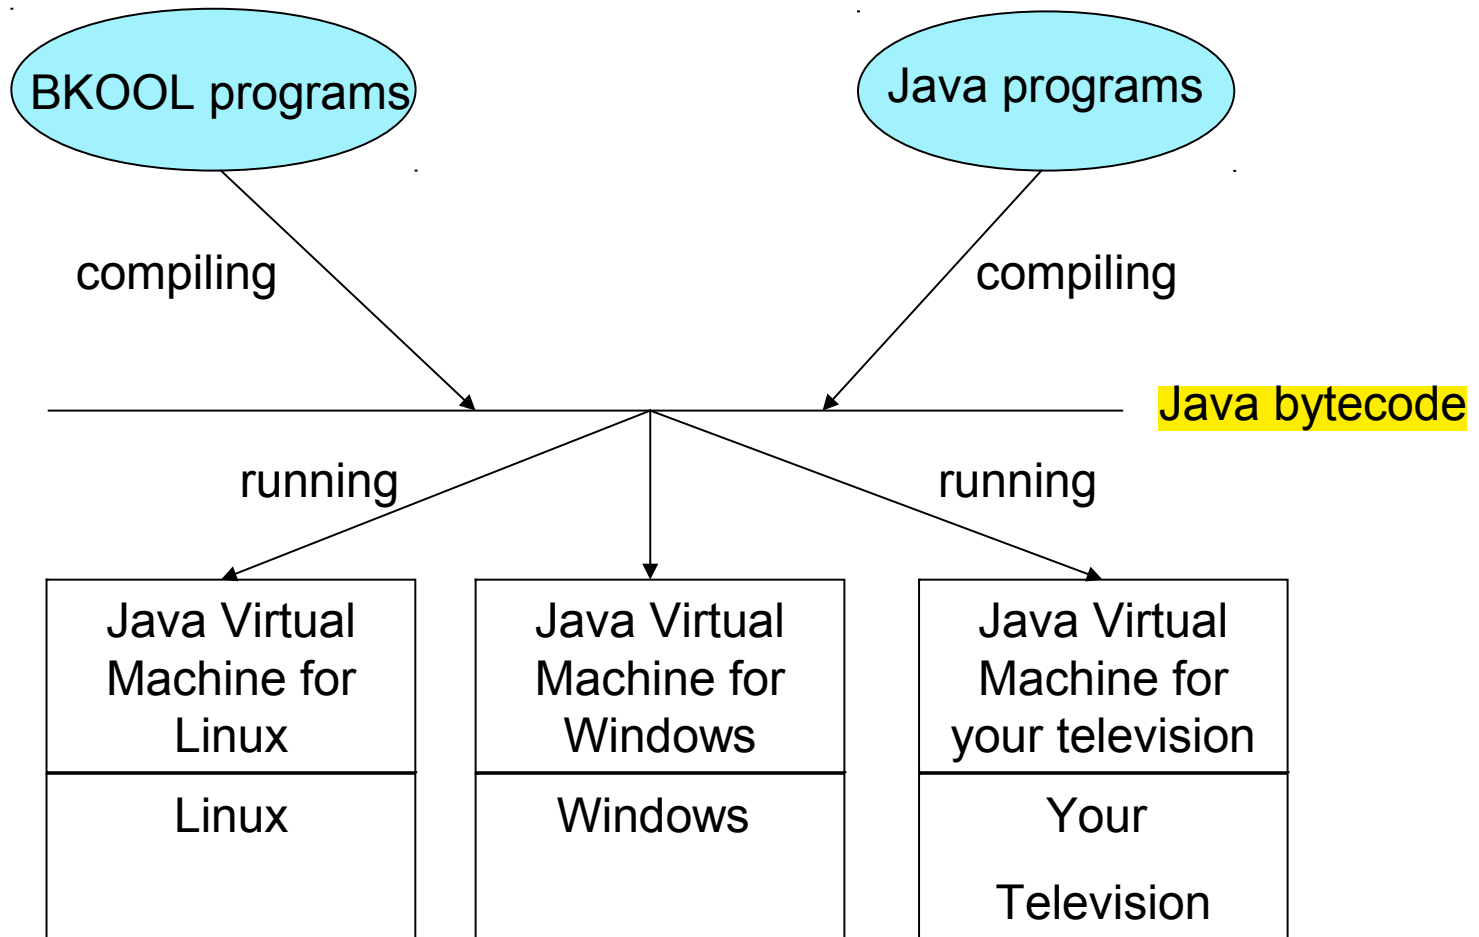 BKOOL programs
Java programs
compiling
compiling
Java bytecode
running
running
Java Virtual
Machine for
Linux
Java Virtual
Machine for
Windows
Java Virtual
Machine for
your television
Linux
Windows
Your
Television